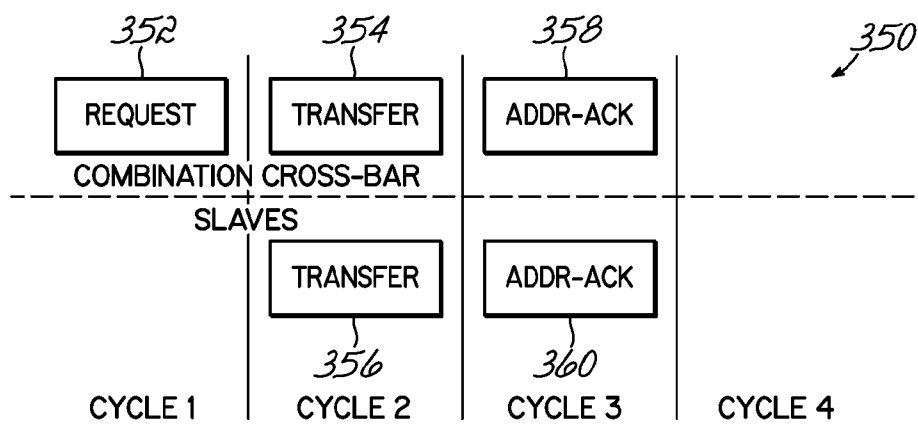 352 354 358 350
REQUEST TRANSFER ADDR-ACK
COMBINATION CROSS-BAR
SLAVES
TRANSFER ADDR-ACK
356 360
CYCLE 1 CYCLE 2 CYCLE 3 CYCLE 4